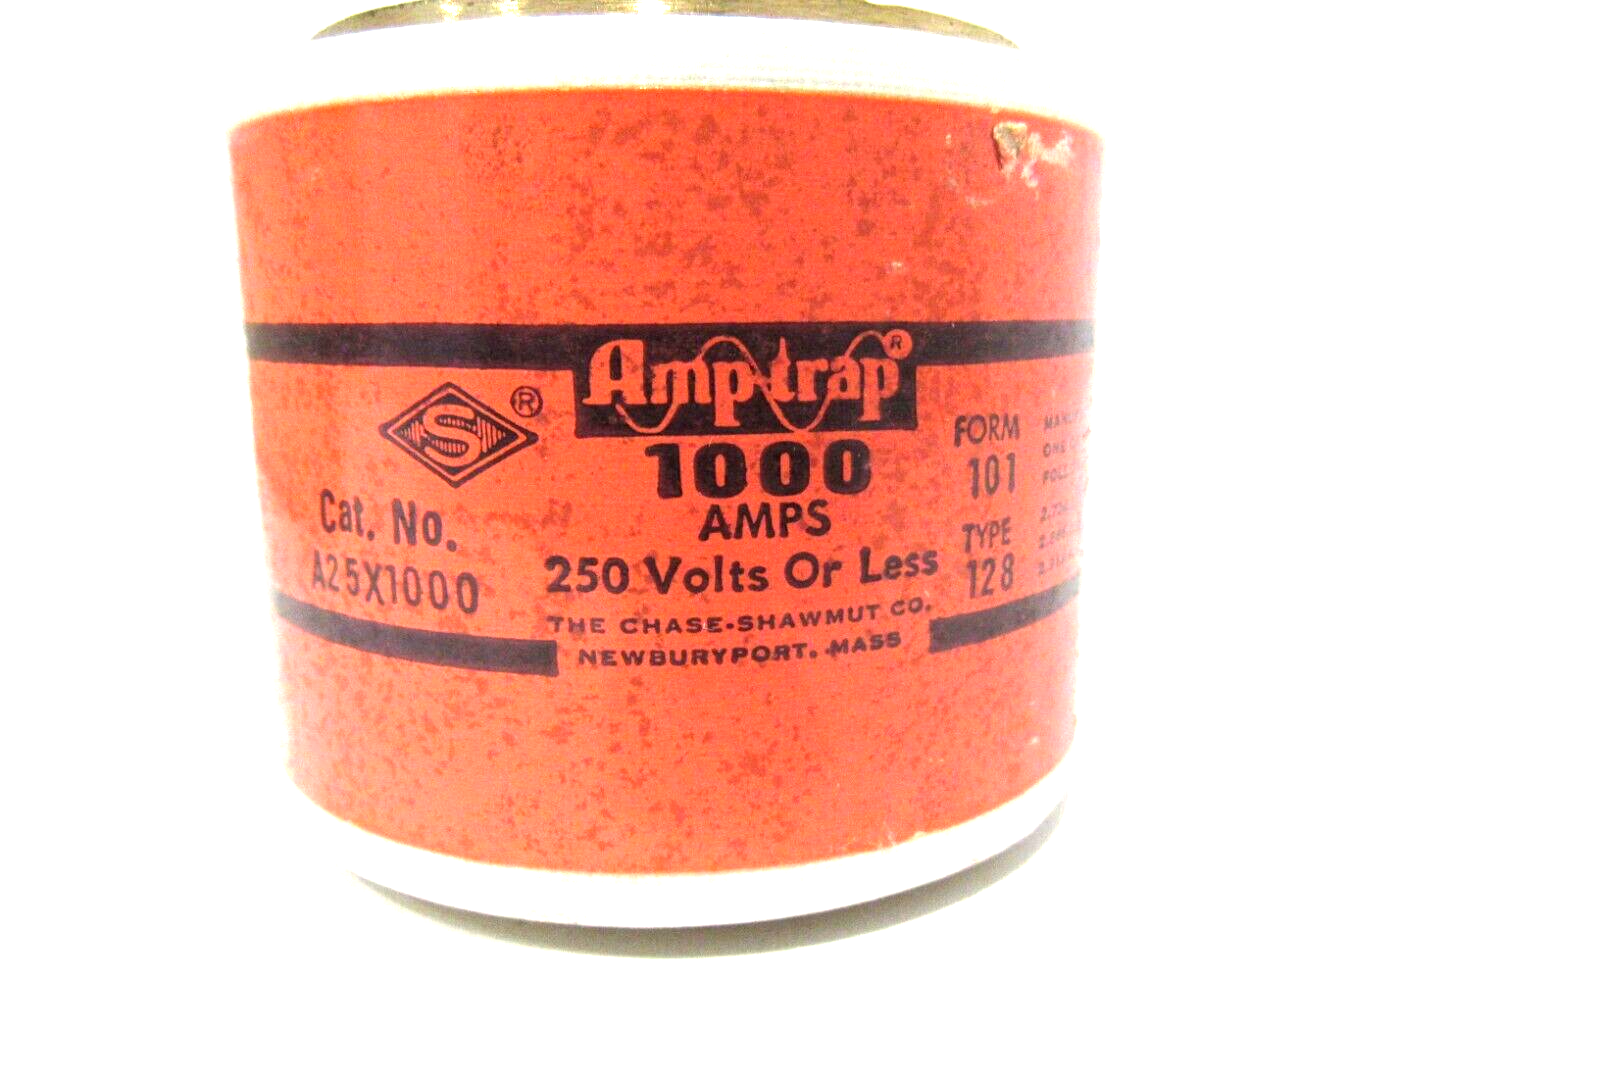 Amp-trap®
S ®
1000
AMPS
250 Volts Or Less
THE CHASE-SHAWMUT CO.
NEWBURYPORT. MASS
Cat. No.
A25X1000
FORM
101
TYPE
128
ONE